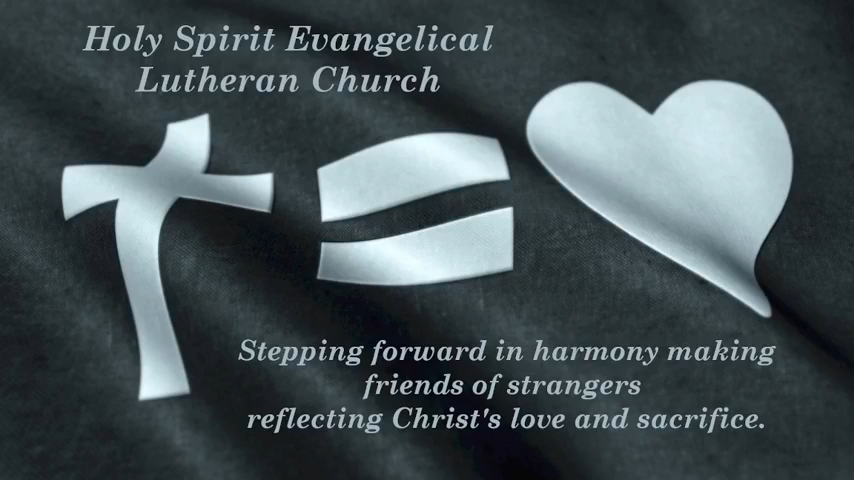 Holy Spirit Evangelical
Lutheran Church
Stepping forward in harmony making
friends of strangers
reflecting Christ's love and sacrifice.